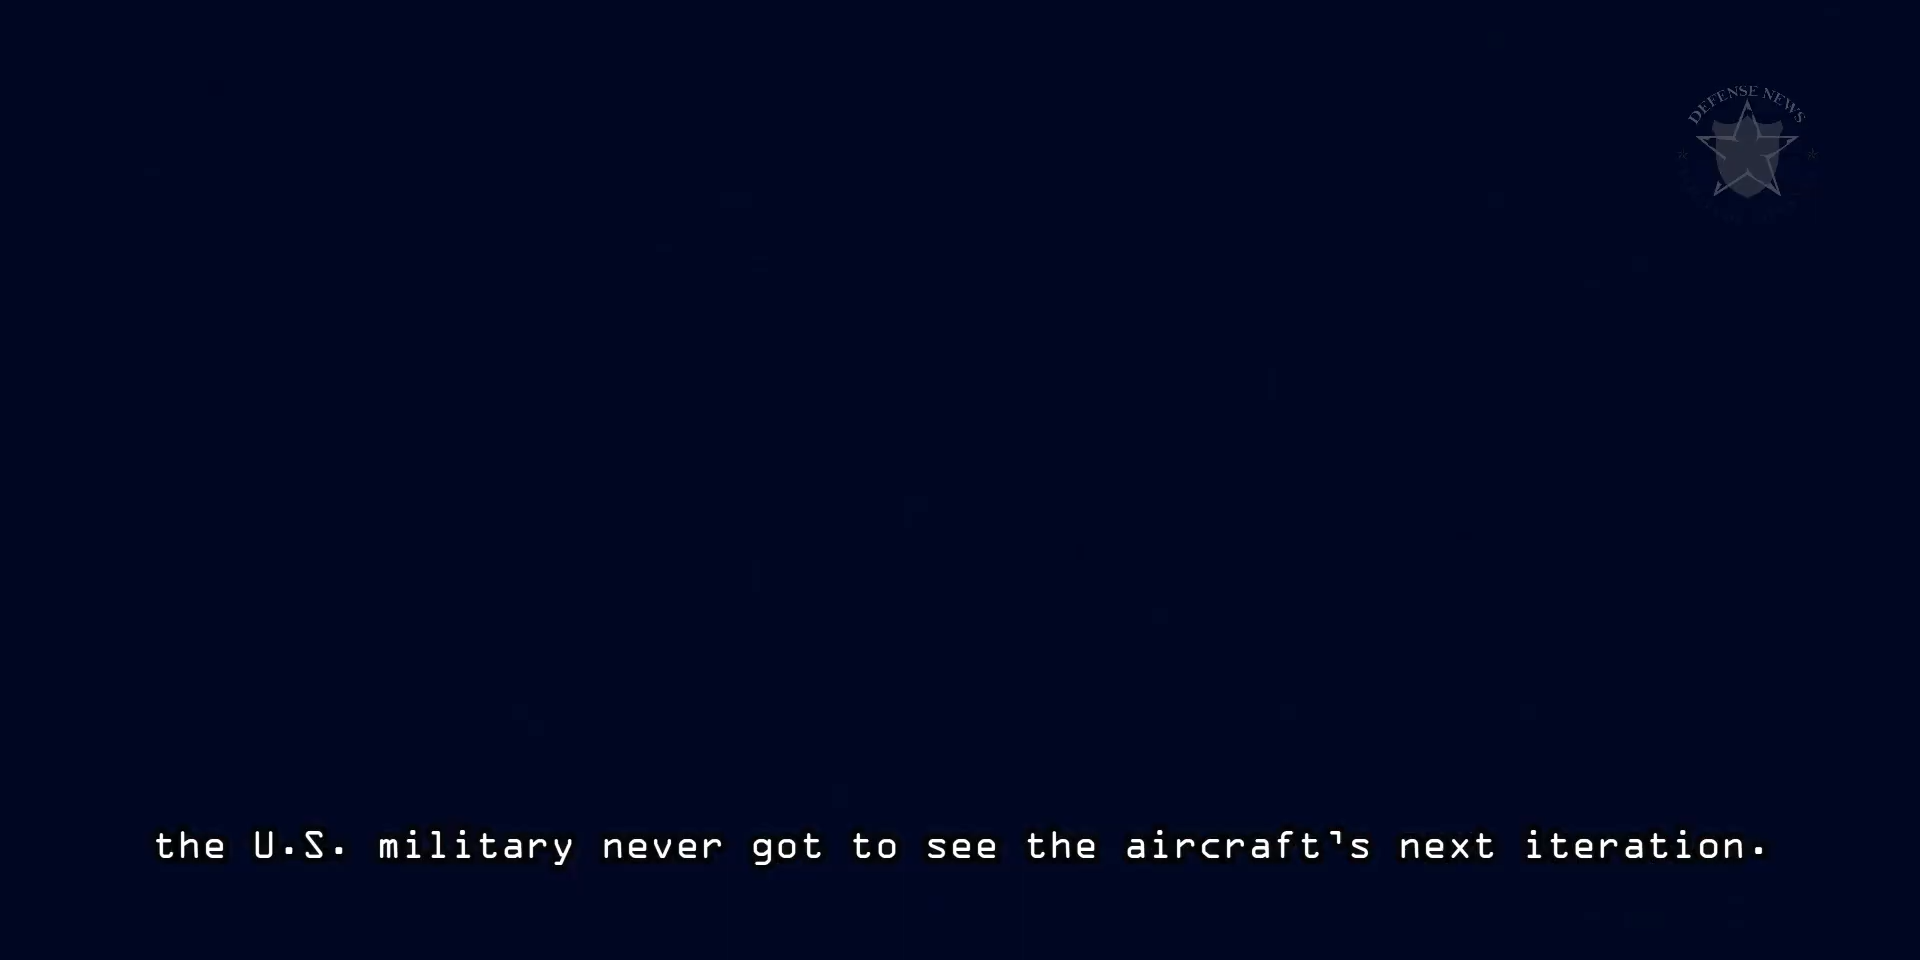 DEFENSE NEWS
the U.S. military never got to see the aircraft's next iteration.